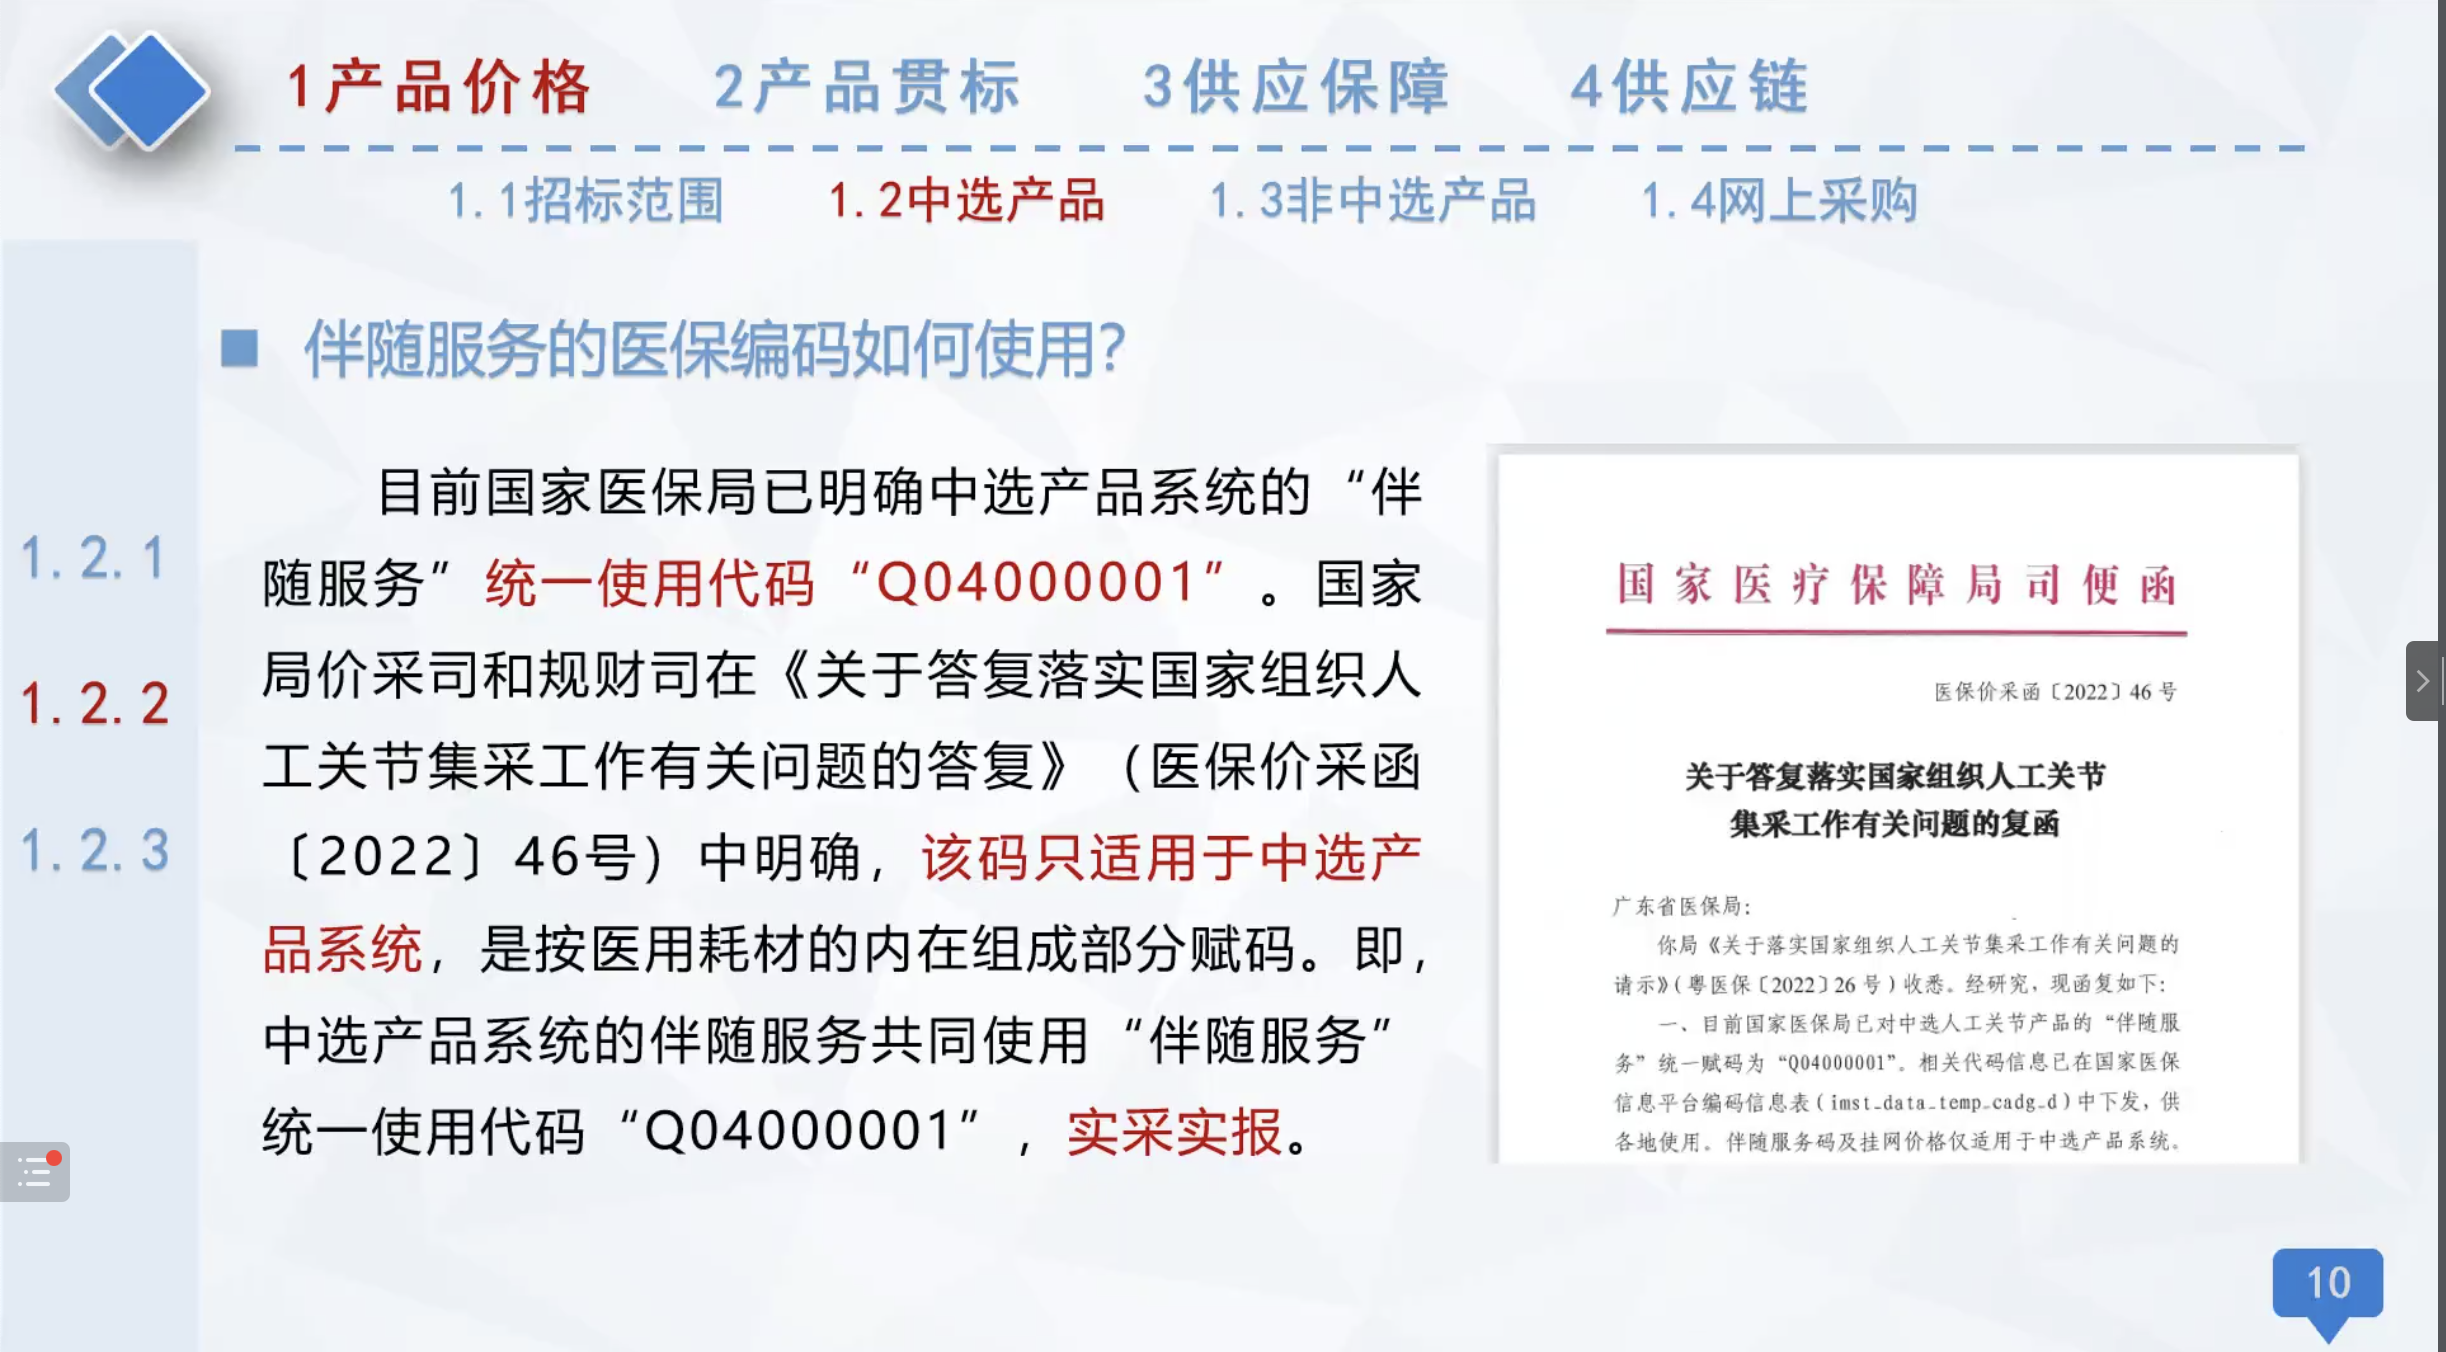 1产品价格 2产品贯标 3供应保障 4供应链
1.1招标范围 1.2中选产品 1.3非中选产品 1.4网上采购
伴随服务的医保编码如何使用？
1.2.1
1.2.2
1.2.3
目前国家医保局已明确中选产品系统的“伴
随服务”统一使用代码“Q04000001”。国家
局价采司和规财司在《关于答复落实国家组织人
工关节集采工作有关问题的答复》（医保价采函
〔2022〕46号）中明确，该码只适用于中选产
品系统，是按医用耗材的内在组成部分赋码。即，
中选产品系统的伴随服务共同使用“伴随服务”
统一使用代码“Q04000001”，实采实报。
国家医疗保障局司便函
医保价采函〔2022〕46号
关于答复落实国家组织人工关节
集采工作有关问题的复函
广东省医保局：
你局《关于落实国家组织人工关节集采工作有关问题的
请示》（粤医保〔2022〕26号）收悉。经研究，现函复如下：
一、目前国家医保局已对中选人工关节产品的“伴随服
务”统一赋码为“Q04000001”。相关代码信息已在国家医保
信息平台编码信息表（imst_data_temp_cadg_d）中下发，供
各地使用。伴随服务码及挂网价格仅适用于中选产品系统。
10